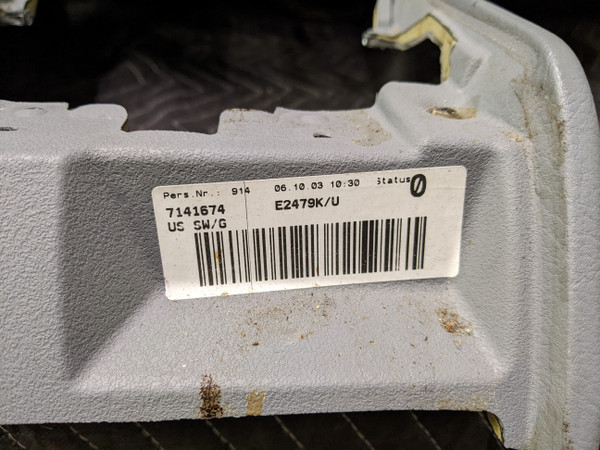 Pers.Nr.: 914 06.10.03 10:30 Status 0
7141674 E2479K/U
US SW/G